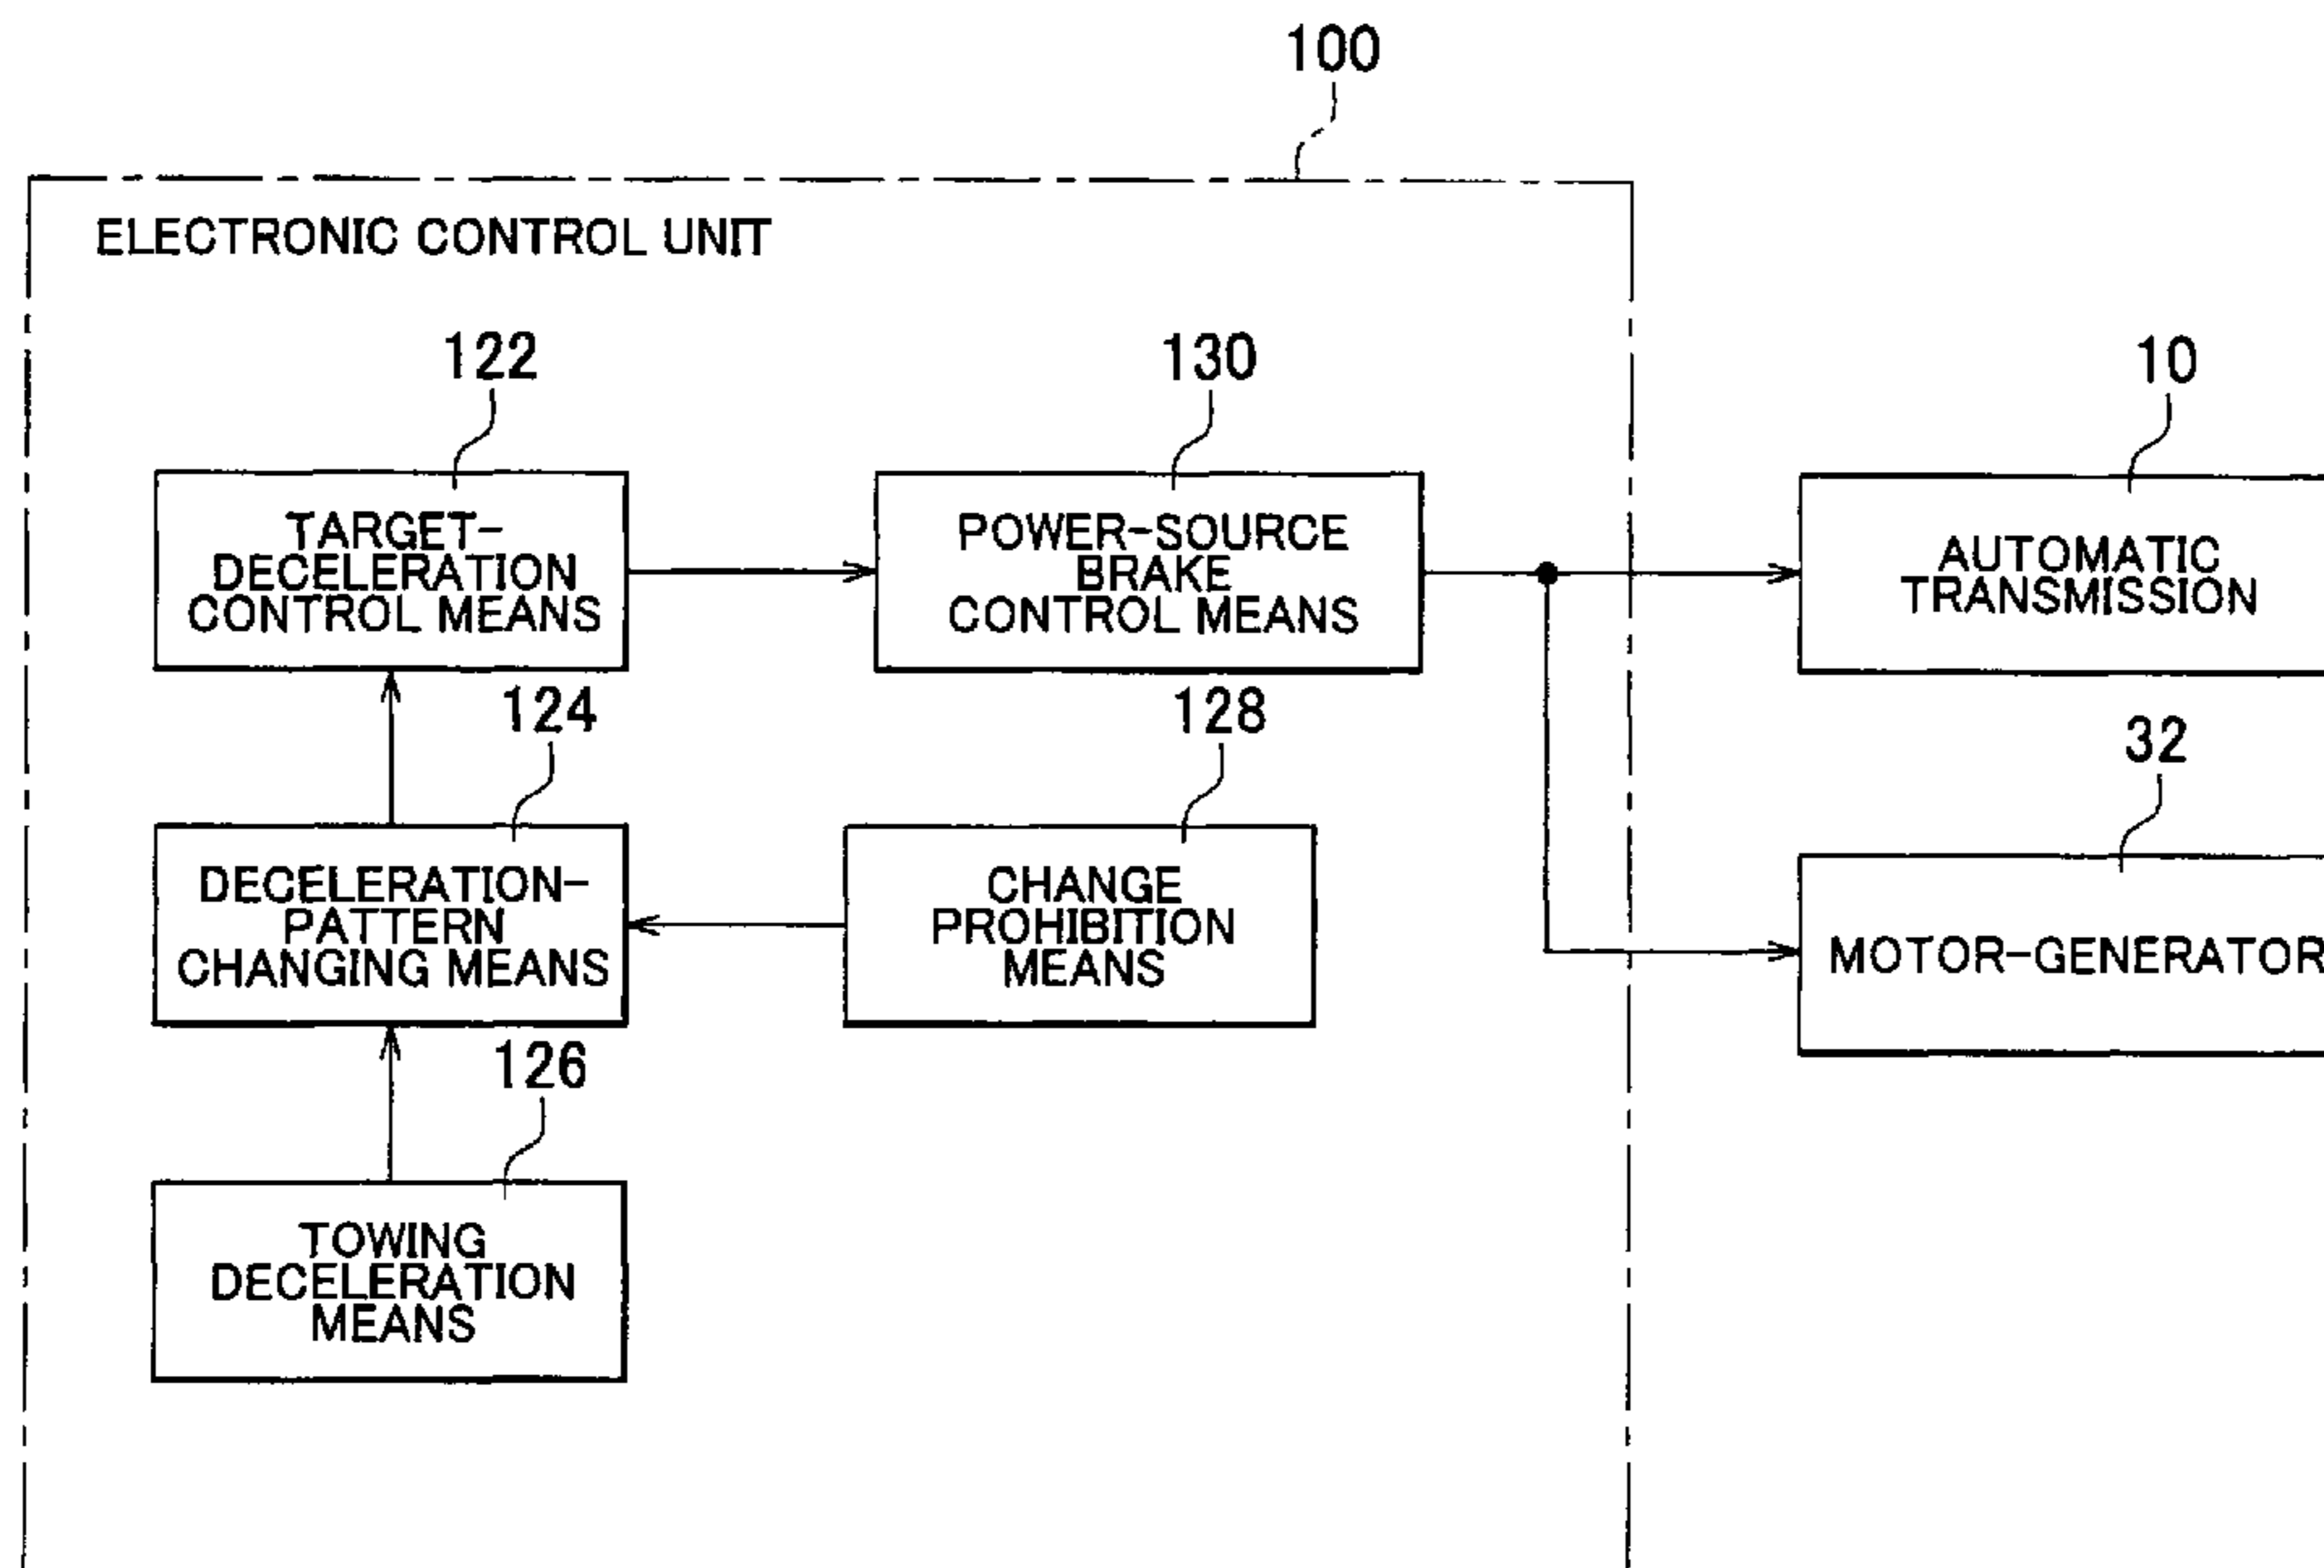 100
ELECTRONIC CONTROL UNIT
122
130
10
TARGET-
DECELERATION
CONTROL MEANS
POWER-SOURCE
BRAKE
CONTROL MEANS
AUTOMATIC
TRANSMISSION
124
128
32
DECELERATION-
PATTERN
CHANGING MEANS
CHANGE
PROHIBITION
MEANS
MOTOR-GENERATOR
126
TOWING
DECELERATION
MEANS